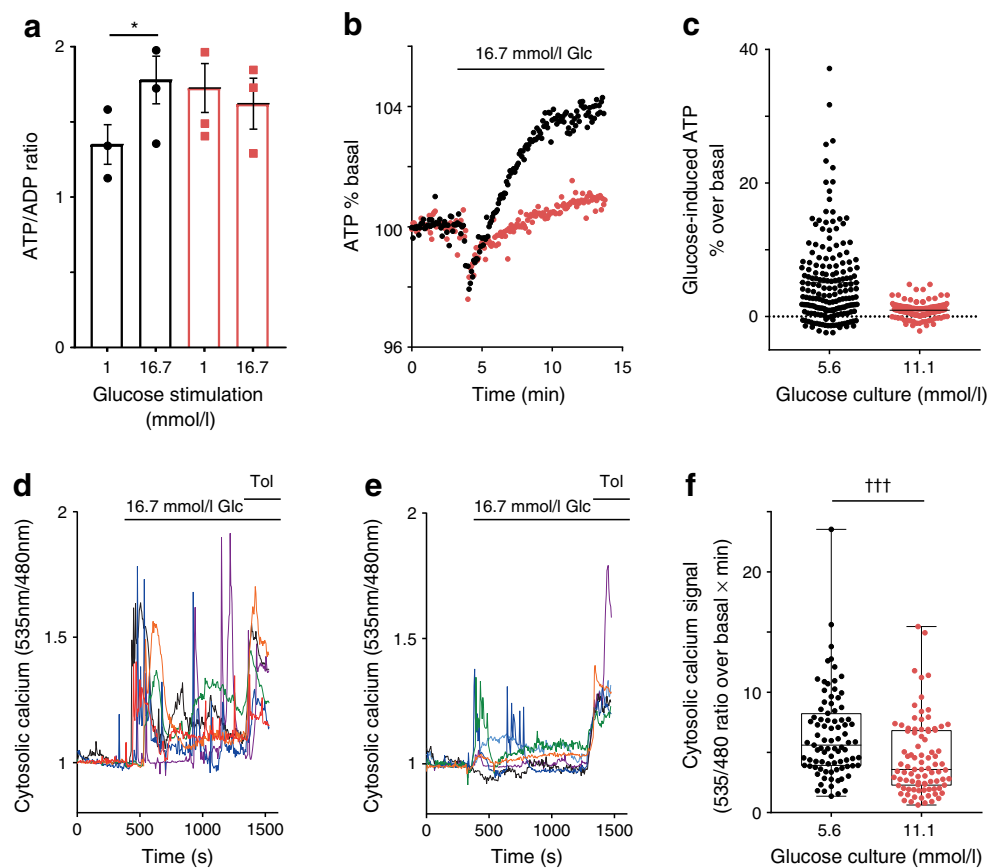 a
*
2
1
0
ATP/ADP ratio
1
16.7
1
16.7
Glucose stimulation
(mmol/l)
b
16.7 mmol/l Glc
104
100
96
ATP % basal
0
5
10
15
Time (min)
c
40
20
0
Glucose-induced ATP
% over basal
5.6
11.1
Glucose culture (mmol/l)
d
Tol
16.7 mmol/l Glc
2
1.5
1
Cytosolic calcium (535nm/480nm)
0
500
1000
1500
Time (s)
e
Tol
16.7 mmol/l Glc
2
1.5
1
Cytosolic calcium (535nm/480nm)
0
500
1000
1500
Time (s)
f
†††
20
10
0
Cytosolic calcium signal
(535/480 ratio over basal × min)
5.6
11.1
Glucose culture (mmol/l)